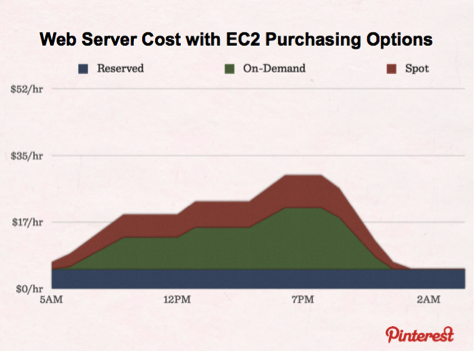 Web Server Cost with EC2 Purchasing Options
Reserved On-Demand Spot
$52/hr
$35/hr
$17/hr
$0/hr
5AM 12PM 7PM 2AM
Pinterest